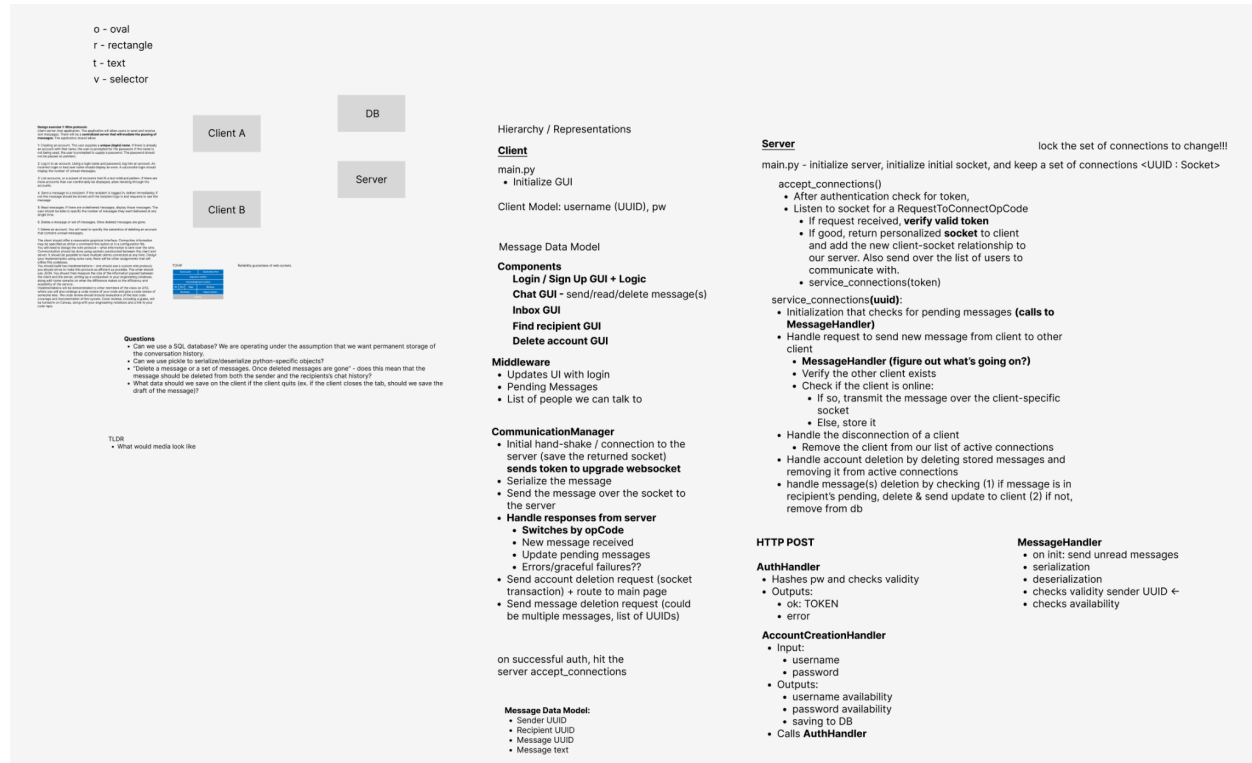 o - oval
r - rectangle
t - text
v - selector
Client A
Client B
DB
Server
Design exercise 1: Wire protocols
Questions
• Can we use a SQL database? We are operating under the assumption that we want permanent storage of
the conversation history.
• Can we use pickle to serialize/deserialize python-specific objects?
• "Delete a message or a set of messages. Once deleted messages are gone" - does this mean that the
message should be deleted from both the sender and the recipients's chat history?
• What data should we save on the client if the client quits (ex. if the client closes the tab, should we save the
draft of the message)?
TLDR
• What would media look like
Hierarchy / Representations
Client
main.py
• Initialize GUI
Client Model: username (UUID), pw
Message Data Model
Components
Login / Sign Up GUI + Logic
Chat GUI - send/read/delete message(s)
Inbox GUI
Find recipient GUI
Delete account GUI
Middleware
• Updates UI with login
• Pending Messages
• List of people we can talk to
CommunicationManager
• Initial hand-shake / connection to the
server (save the returned socket)
sends token to upgrade websocket
• Serialize the message
• Send the message over the socket to
the server
• Handle responses from server
• Switches by opCode
• New message received
• Update pending messages
• Errors/graceful failures??
• Send account deletion request (socket
transaction) + route to main page
• Send message deletion request (could
be multiple messages, list of UUIDs)
on successful auth, hit the
server accept_connections
Message Data Model:
• Sender UUID
• Recipient UUID
• Message UUID
• Message text
Server
lock the set of connections to change!!!
main.py - initialize server, initialize initial socket, and keep a set of connections <UUID : Socket>
accept_connections()
• After authentication check for token,
• Listen to socket for a RequestToConnectOpCode
• If request received, verify valid token
• If good, return personalized socket to client
and add the new client-socket relationship to
our server. Also send over the list of users to
communicate with.
• service_connections(token)
service_connections(uuid):
• Initialization that checks for pending messages (calls to
MessageHandler)
• Handle request to send new message from client to other
client
• MessageHandler (figure out what's going on?)
• Verify the other client exists
• Check if the client is online:
• If so, transmit the message over the client-specific
socket
• Else, store it
• Handle the disconnection of a client
• Remove the client from our list of active connections
• Handle account deletion by deleting stored messages and
removing it from active connections
• handle message(s) deletion by checking (1) if message is in
recipient's pending, delete & send update to client (2) if not,
remove from db
HTTP POST
AuthHandler
• Hashes pw and checks validity
• Outputs:
• ok: TOKEN
• error
AccountCreationHandler
• Input:
• username
• password
• Outputs:
• username availability
• password availability
• saving to DB
• Calls AuthHandler
MessageHandler
• on init: send unread messages
• serialization
• deserialization
• checks validity sender UUID ←
• checks availability